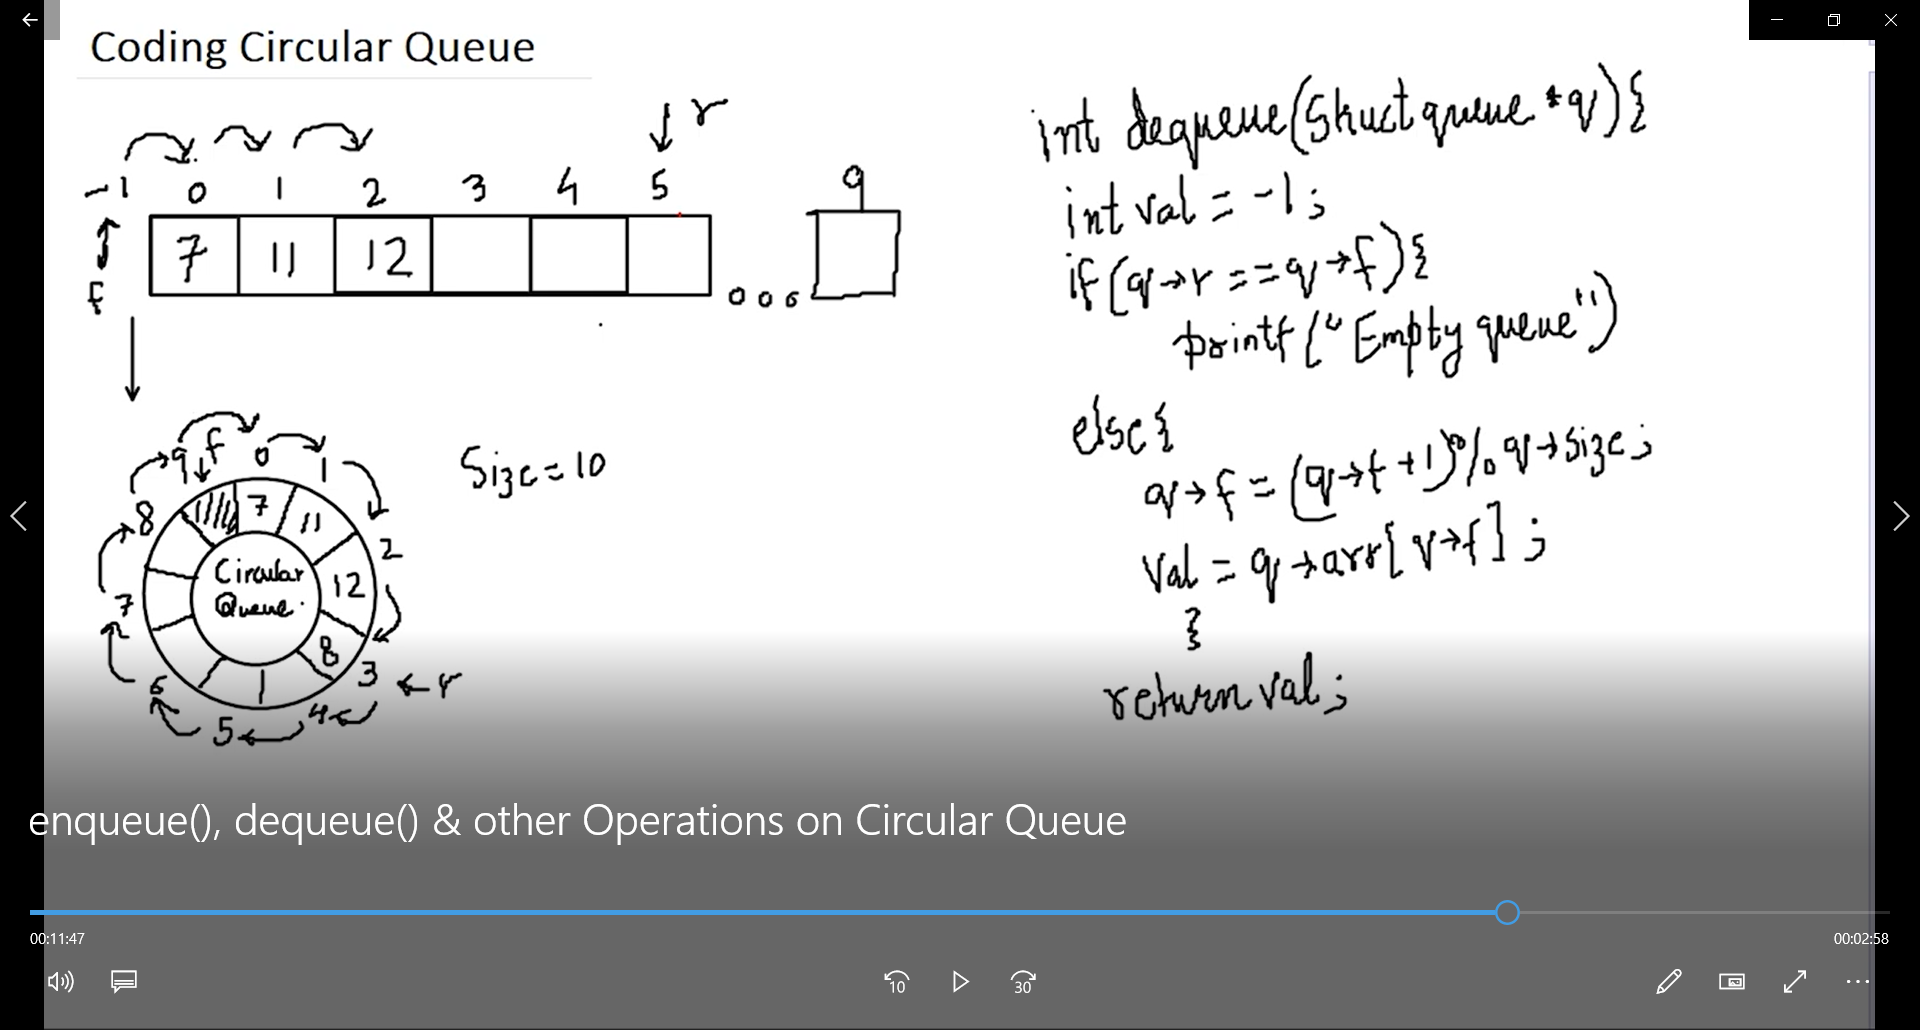 Coding Circular Queue
r
-1 0 1 2 3 4 5 9
7 11 12
f
int dequeue(struct queue *q){
int val = -1;
if(q→r == q→f){
printf("Empty queue")
else{
q→f = (q→f +1)%q→size;
val = q→arr[q→f];
}
return val;
Size = 10
f
9 0 1
8 7 11 2
Circular
Queue
12
7
8
6 3 ← r
5 4
enqueue(), dequeue() & other Operations on Circular Queue
00:11:47 00:02:58
10 30